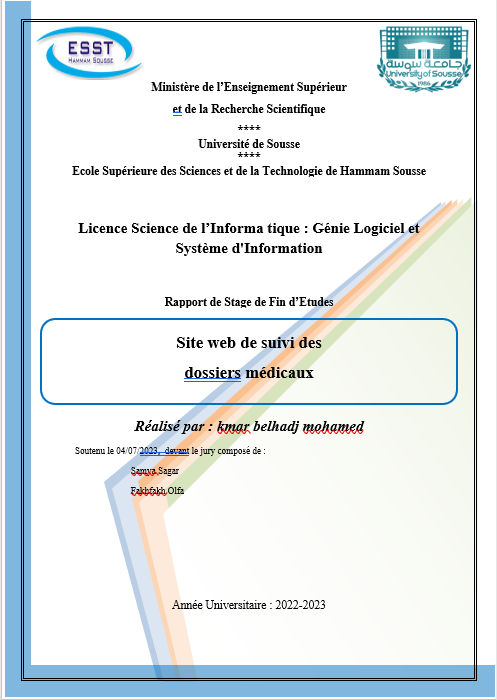 ESST
HAMMAM SOUSSE
جامعة سوسة
University of Sousse
1986
Ministère de l’Enseignement Supérieur
et de la Recherche Scientifique
****
Université de Sousse
****
Ecole Supérieure des Sciences et de la Technologie de Hammam Sousse
Licence Science de l’Informa tique : Génie Logiciel et
Système d'Information
Rapport de Stage de Fin d’Etudes
Site web de suivi des
dossiers médicaux
Réalisé par : kmar belhadj mohamed
Soutenu le 04/07/2023, devant le jury composé de :
Samya Sagar
Fakhfakh Olfa
Année Universitaire : 2022-2023